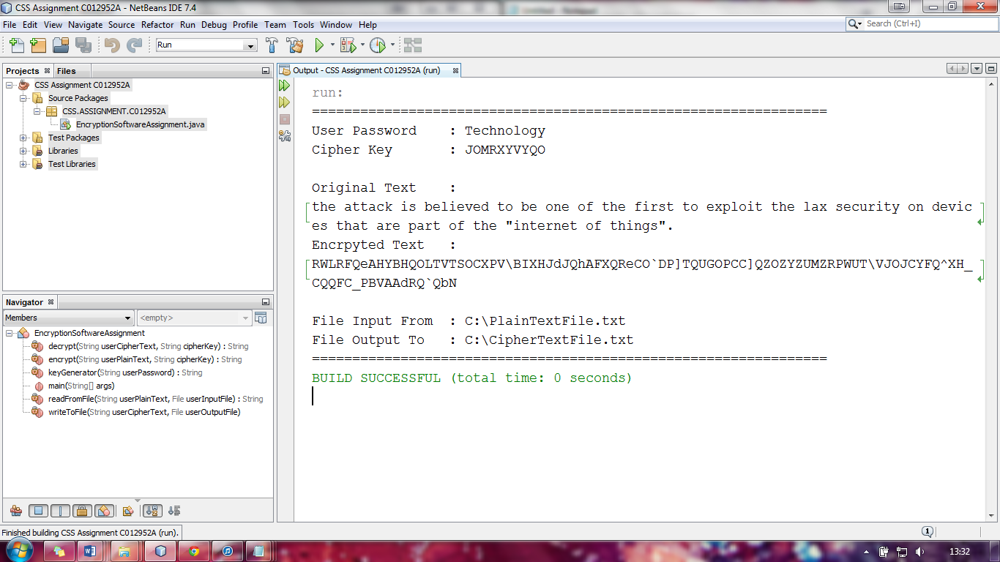 CSS Assignment C012952A - NetBeans IDE 7.4
File Edit View Navigate Source Refactor Run Debug Profile Team Tools Window Help
Search (Ctrl+I)
Run
Projects Files
CSS Assignment C012952A
Source Packages
CSS.ASSIGNMENT.C012952A
EncryptionSoftwareAssignment.java
Test Packages
Libraries
Test Libraries
Navigator
Members <empty>
EncryptionSoftwareAssignment
decrypt(String userCipherText, String cipherKey) : String
encrypt(String userPlainText, String cipherKey) : String
keyGenerator(String userPassword) : String
main(String[] args)
readFromFile(String userPlainText, File userInputFile) : String
writeToFile(String userCipherText, File userOutputFile)
Output - CSS Assignment C012952A (run)
run:
================================================================
User Password    : Technology
Cipher Key       : JOMRXYVYQO
Original Text    :
the attack is believed to be one of the first to exploit the lax security on devic
es that are part of the "internet of things".
Encrpyted Text   :
RWLRFQeAHYBHQOLTVTSOCXPV\BIXHJdJQhAFXQReCO`DP]TQUGOPCC]QZOZYZUMZRPWUT\VJOJCYFQ^XH_
CQQFC_PBVAAdRQ`QbN
File Input From  : C:\PlainTextFile.txt
File Output To   : C:\CipherTextFile.txt
================================================================
BUILD SUCCESSFUL (total time: 0 seconds)
Finished building CSS Assignment C012952A (run).
1
13:32